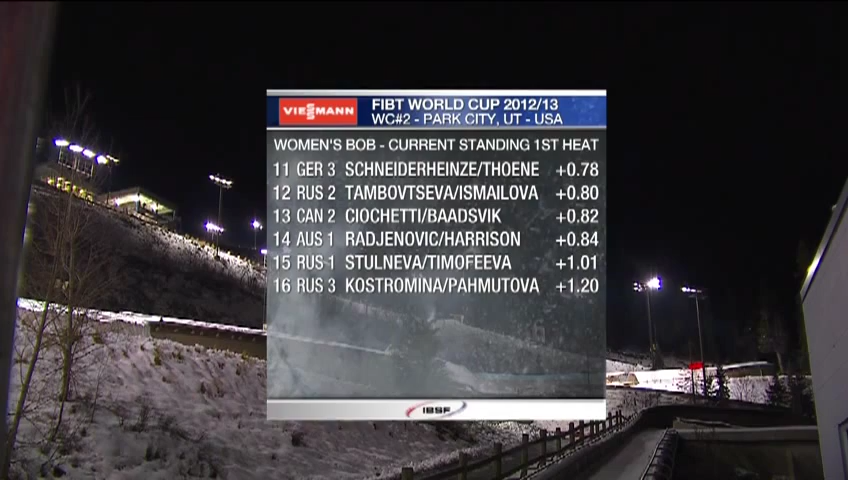 VIESMANN
FIBT WORLD CUP 2012/13
WC#2 - PARK CITY, UT - USA
WOMEN'S BOB - CURRENT STANDING 1ST HEAT
11 GER 3 SCHNEIDERHEINZE/THOENE +0.78
12 RUS 2 TAMBOVTSEVA/ISMAILOVA +0.80
13 CAN 2 CIOCHETTI/BAADSVIK +0.82
14 AUS 1 RADJENOVIC/HARRISON +0.84
15 RUS 1 STULNEVA/TIMOFEEVA +1.01
16 RUS 3 KOSTROMINA/PAHMUTOVA +1.20
IBSF